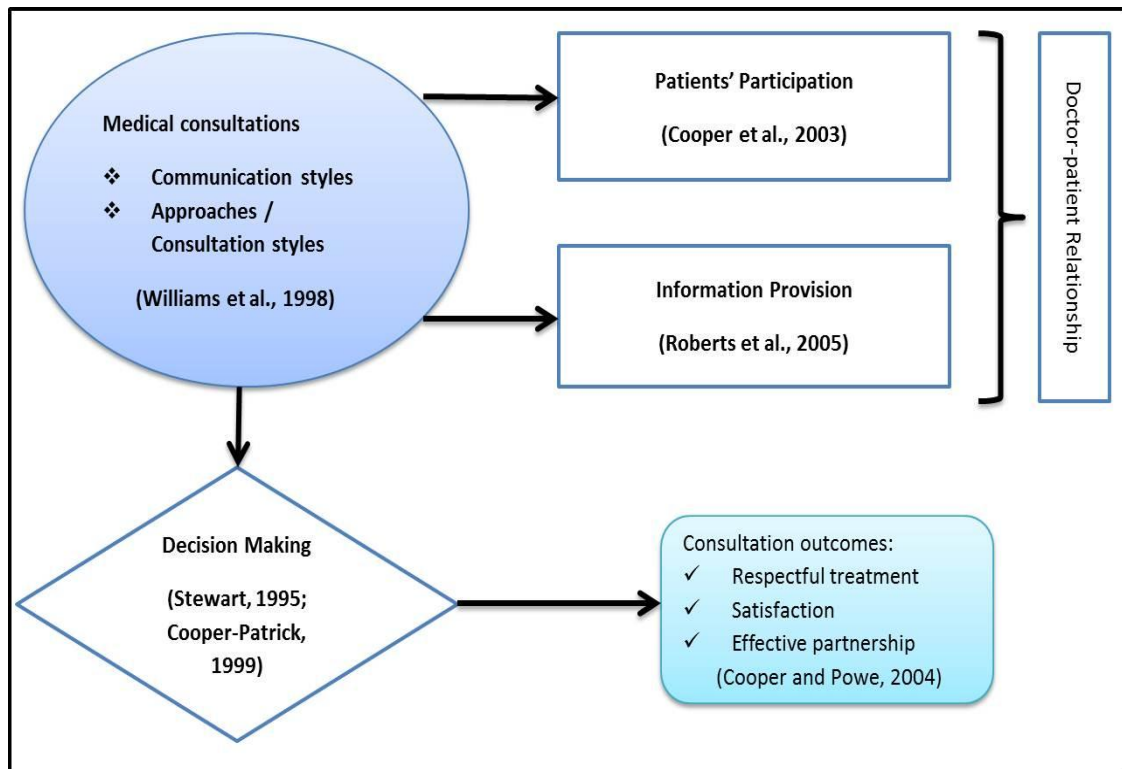 Medical consultations
❖ Communication styles
❖ Approaches /
Consultation styles
(Williams et al., 1998)
Patients' Participation
(Cooper et al., 2003)
Information Provision
(Roberts et al., 2005)
Doctor-patient Relationship
Decision Making
(Stewart, 1995;
Cooper-Patrick,
1999)
Consultation outcomes:
✓ Respectful treatment
✓ Satisfaction
✓ Effective partnership
(Cooper and Powe, 2004)